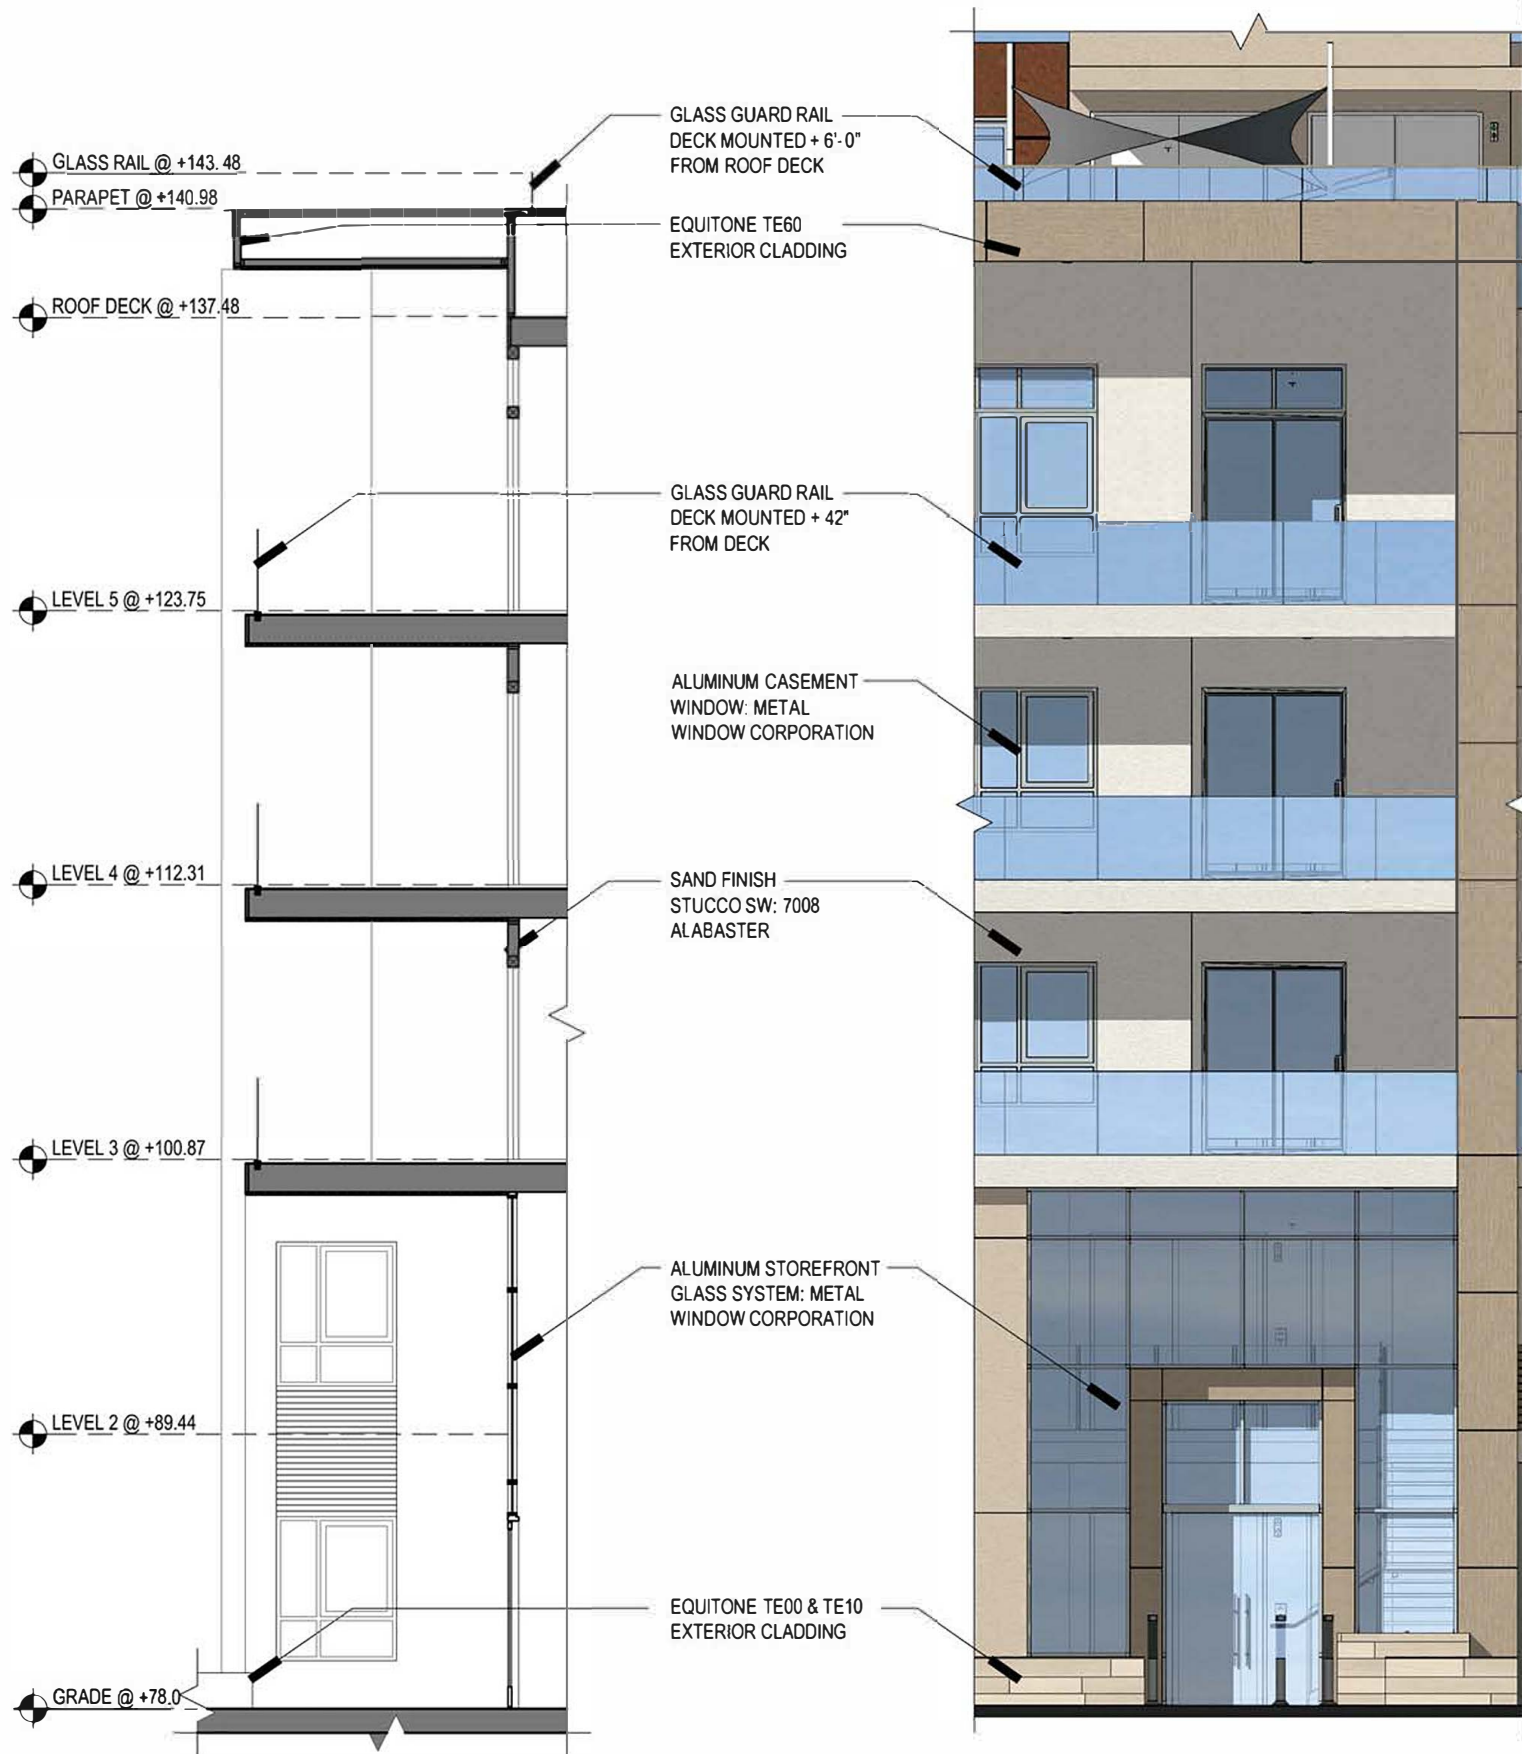 GLASS RAIL @ +143.48
PARAPET @ +140.98
ROOF DECK @ +137.48
LEVEL 5 @ +123.75
LEVEL 4 @ +112.31
LEVEL 3 @ +100.87
LEVEL 2 @ +89.44
GRADE @ +78.0
GLASS GUARD RAIL
DECK MOUNTED + 6'-0"
FROM ROOF DECK
EQUITONE TE60
EXTERIOR CLADDING
GLASS GUARD RAIL
DECK MOUNTED + 42"
FROM DECK
ALUMINUM CASEMENT
WINDOW: METAL
WINDOW CORPORATION
SAND FINISH
STUCCO SW: 7008
ALABASTER
ALUMINUM STOREFRONT
GLASS SYSTEM: METAL
WINDOW CORPORATION
EQUITONE TE00 & TE10
EXTERIOR CLADDING